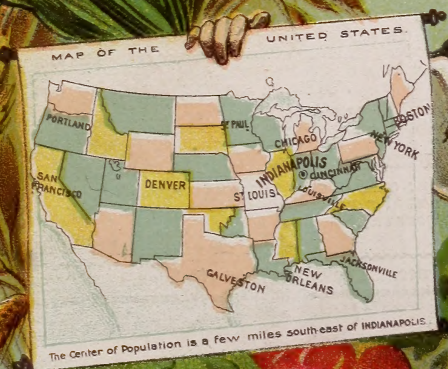 MAP OF THE UNITED STATES.
PORTLAND
ST PAUL
BOSTON
CHICAGO
NEW YORK
INDIANAPOLIS
CINCINNATI
SAN
FRANCISCO
DENVER
ST LOUIS
LOUISVILLE
JACKSONVILLE
GALVESTON
NEW
ORLEANS
The Center of Population is a few miles south-east of INDIANAPOLIS.